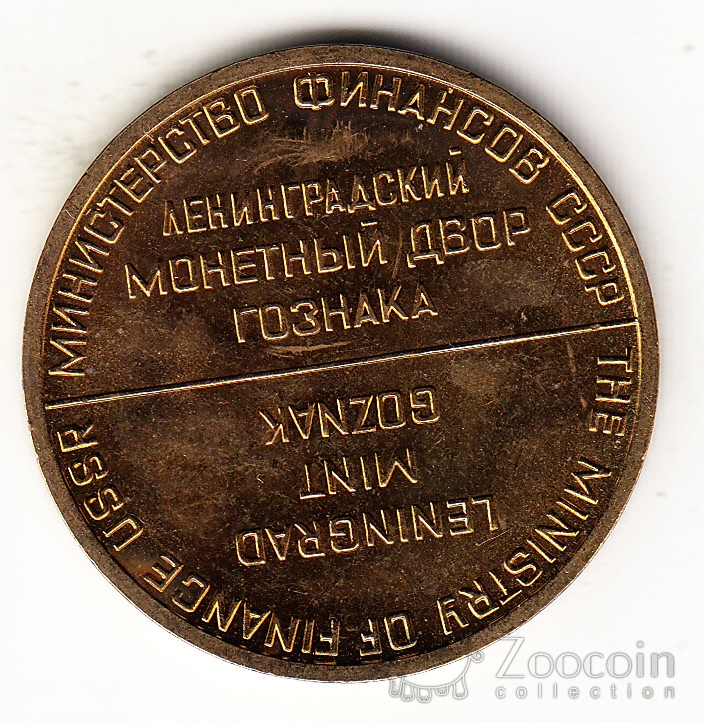 МИНИСТЕРСТВО ФИНАНСОВ СССР
ЛЕНИНГРАДСКИЙ
МОНЕТНЫЙ ДВОР
ГОЗНАКА
THE MINISTRY OF FINANCE USSR
LENINGRAD
MINT
GOZNAK
Zoocoin
collection